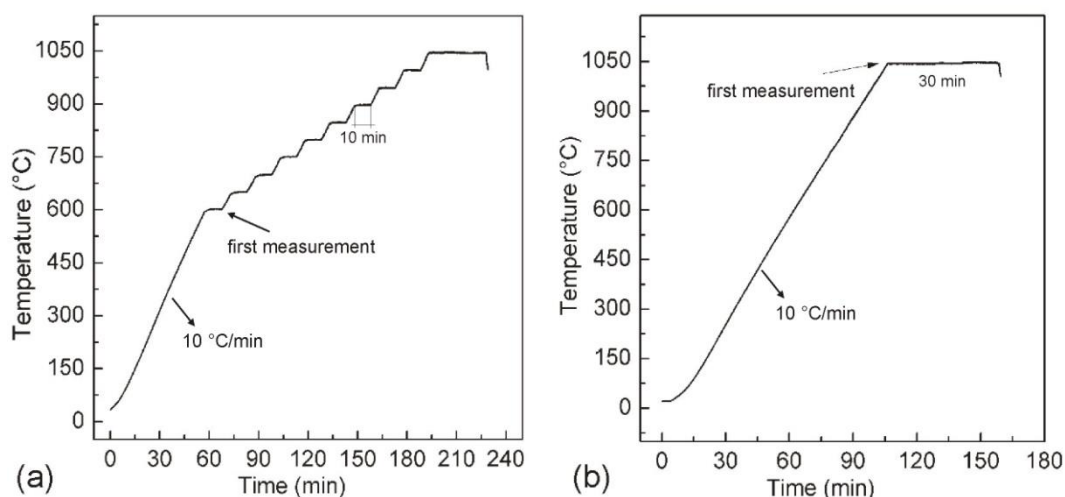 1050
900
750
600
450
300
150
0
Temperature (°C)
10 min
first measurement
10 °C/min
0 30 60 90 120 150 180 210 240
Time (min)
(a)
1050
900
750
600
450
300
150
0
Temperature (°C)
first measurement
30 min
10 °C/min
0 30 60 90 120 150 180
Time (min)
(b)